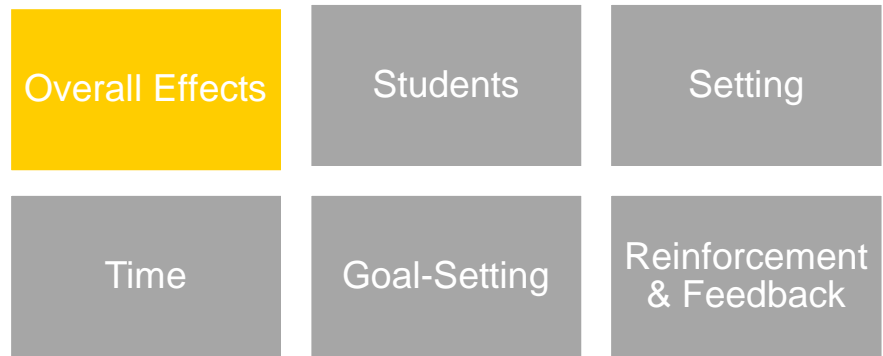 Overall Effects
Students
Setting
Time
Goal-Setting
Reinforcement
& Feedback